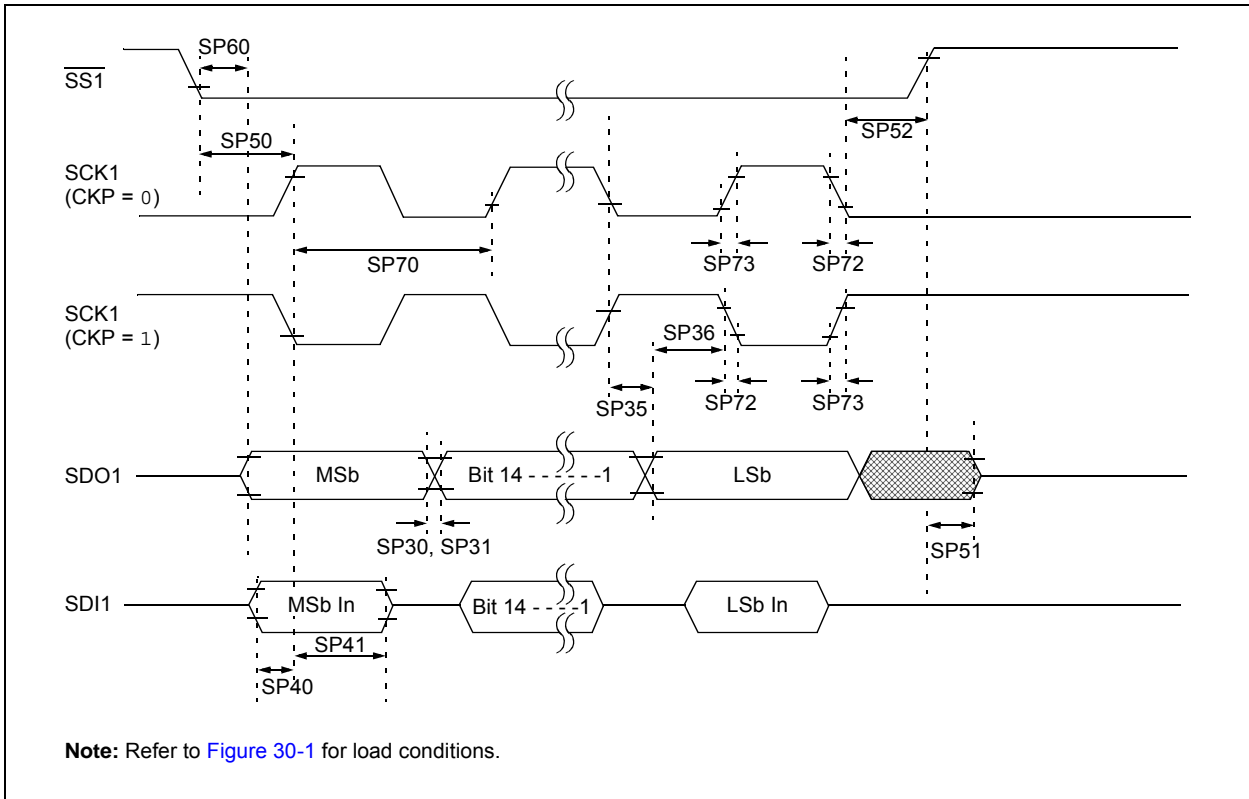 SP60
SS1
SP50
SP52
SCK1
(CKP = 0)
SP73
SP72
SP70
SCK1
(CKP = 1)
SP36
SP35
SP72
SP73
SDO1
MSb
Bit 14 - - - - - -1
LSb
SP30, SP31
SP51
SDI1
MSb In
Bit 14 - - - -1
LSb In
SP41
SP40
Note: Refer to Figure 30-1 for load conditions.